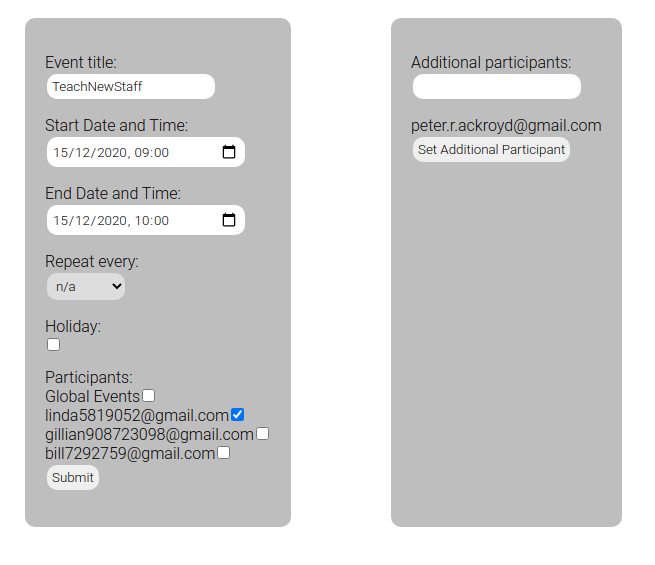 Event title:
TeachNewStaff
Start Date and Time:
15/12/2020, 09:00
End Date and Time:
15/12/2020, 10:00
Repeat every:
n/a
Holiday:
Participants:
Global Events
linda5819052@gmail.com
gillian908723098@gmail.com
bill7292759@gmail.com
Submit
Additional participants:
peter.r.ackroyd@gmail.com
Set Additional Participant